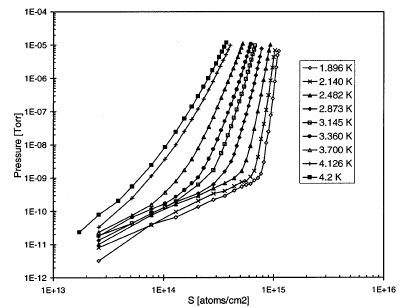 1E-04
1E-05
1E-06
1E-07
1E-08
1E-09
1E-10
1E-11
1E-12
Pressure [Torr]
1E+13
1E+14
1E+15
1E+16
S [atoms/cm2]
1.896 K
2.140 K
2.482 K
2.873 K
3.145 K
3.360 K
3.700 K
4.126 K
4.2 K